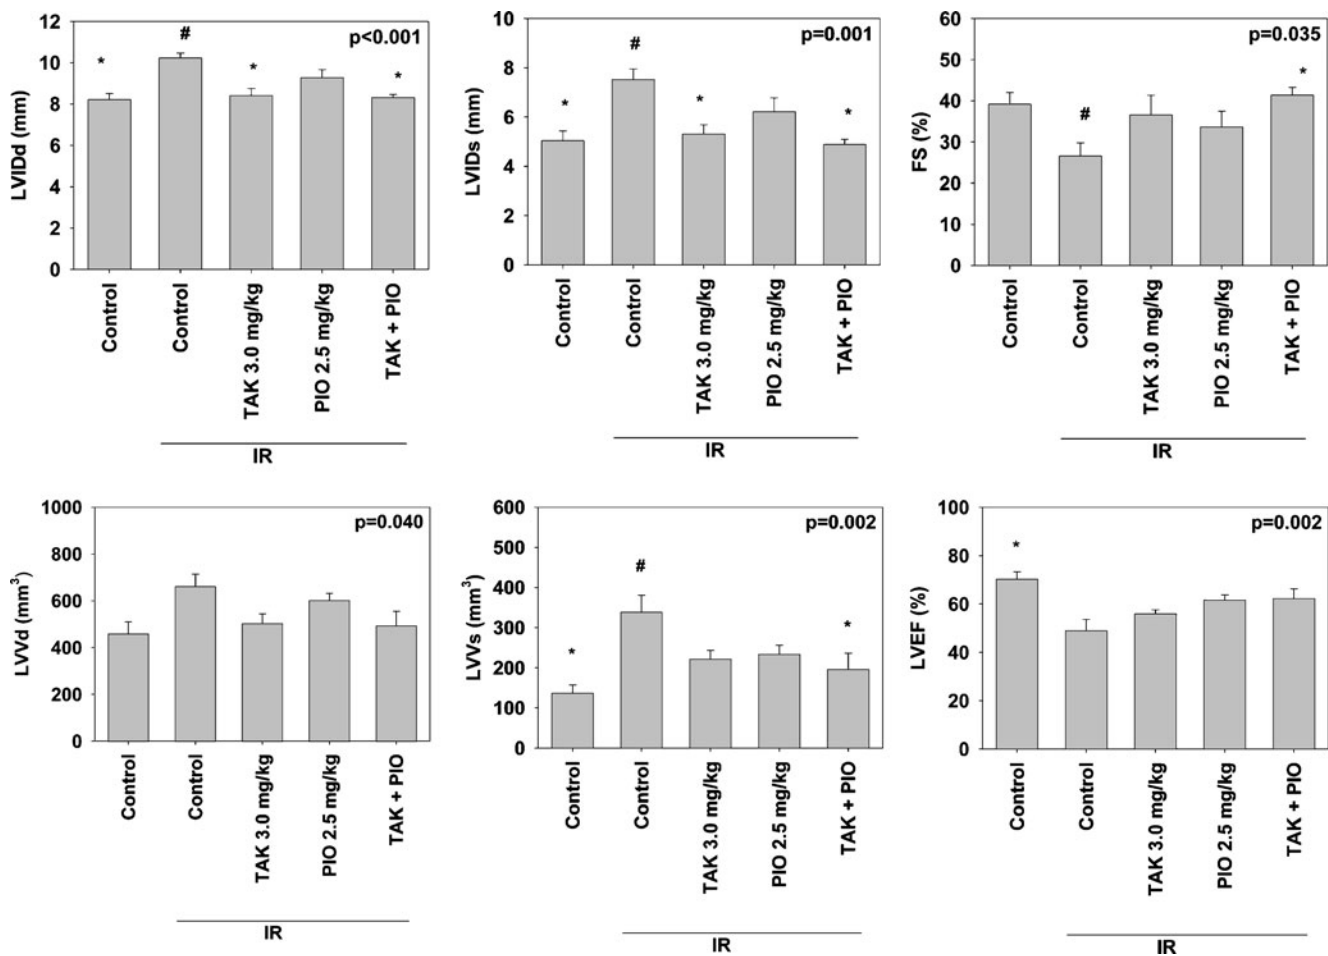 p<0.001
LVIDd (mm)
12
10
8
6
4
2
0
*
#
*
*
Control
Control
TAK 3.0 mg/kg
PIO 2.5 mg/kg
TAK + PIO
IR
p=0.001
LVIDs (mm)
10
8
6
4
2
0
*
#
*
*
Control
Control
TAK 3.0 mg/kg
PIO 2.5 mg/kg
TAK + PIO
IR
p=0.035
FS (%)
60
50
40
30
20
10
0
#
*
Control
Control
TAK 3.0 mg/kg
PIO 2.5 mg/kg
TAK + PIO
IR
p=0.040
LVVd (mm³)
1000
800
600
400
200
0
Control
Control
TAK 3.0 mg/kg
PIO 2.5 mg/kg
TAK + PIO
IR
p=0.002
LVVs (mm³)
600
500
400
300
200
100
0
*
#
*
Control
Control
TAK 3.0 mg/kg
PIO 2.5 mg/kg
TAK + PIO
IR
p=0.002
LVEF (%)
100
80
60
40
20
0
*
Control
Control
TAK 3.0 mg/kg
PIO 2.5 mg/kg
TAK + PIO
IR